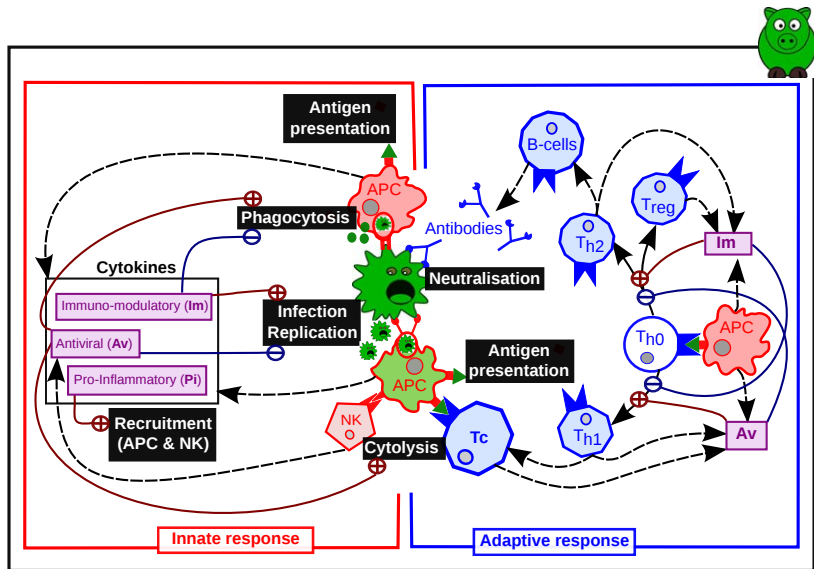 Antigen
presentation
B-cells
APC
Treg
Phagocytosis
Antibodies
Th2
Im
Cytokines
Neutralisation
Immuno-modulatory (Im)
Infection
Replication
Antiviral (Av)
Th0
APC
Antigen
presentation
Pro-Inflammatory (Pi)
APC
Recruitment
(APC & NK)
NK
Cytolysis
Tc
Th1
Av
Innate response
Adaptive response